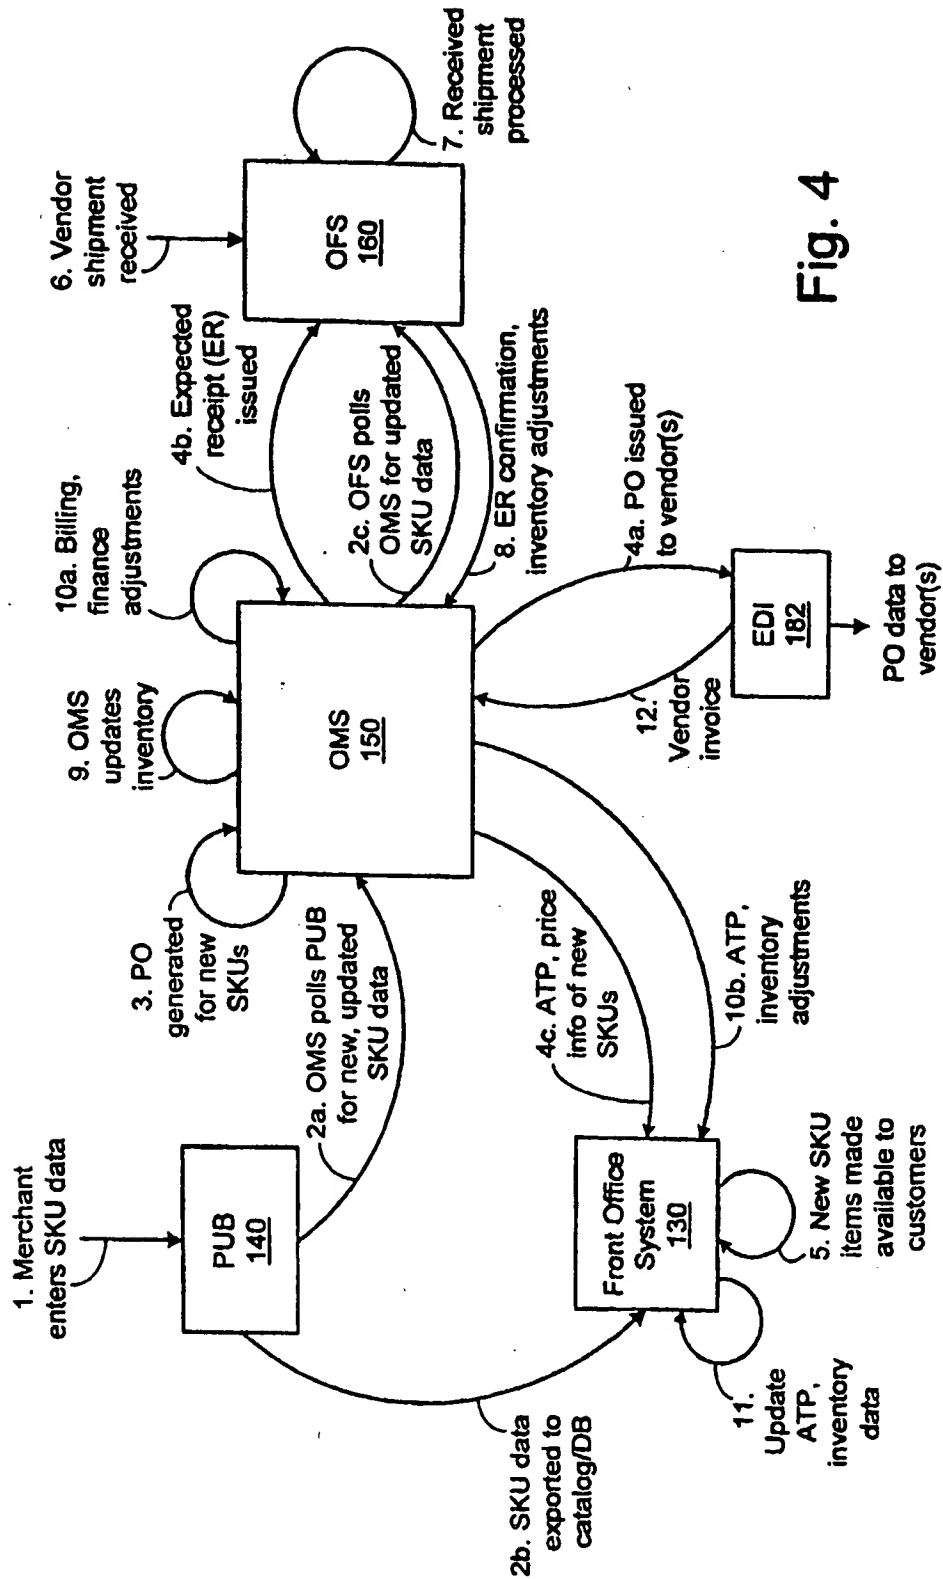 1. Merchant
enters SKU data
PUB
140
2b. SKU data
exported to
catalog/DB
2a. OMS polls PUB
for new, updated
SKU data
3. PO
generated
for new
SKUs
9. OMS
updates
inventory
10a. Billing,
finance
adjustments
OMS
150
4b. Expected
receipt (ER)
issued
2c. OFS polls
OMS for updated
SKU data
8. ER confirmation,
inventory adjustments
6. Vendor
shipment
received
OFS
160
7. Received
shipment
processed
4a. PO issued
to vendor(s)
12.
Vendor
invoice
EDI
182
PO data to
vendor(s)
4c. ATP, price
info of new
SKUs
10b. ATP,
inventory
adjustments
Front Office
System
130
5. New SKU
items made
available to
customers
11.
Update
ATP,
inventory
data
Fig. 4